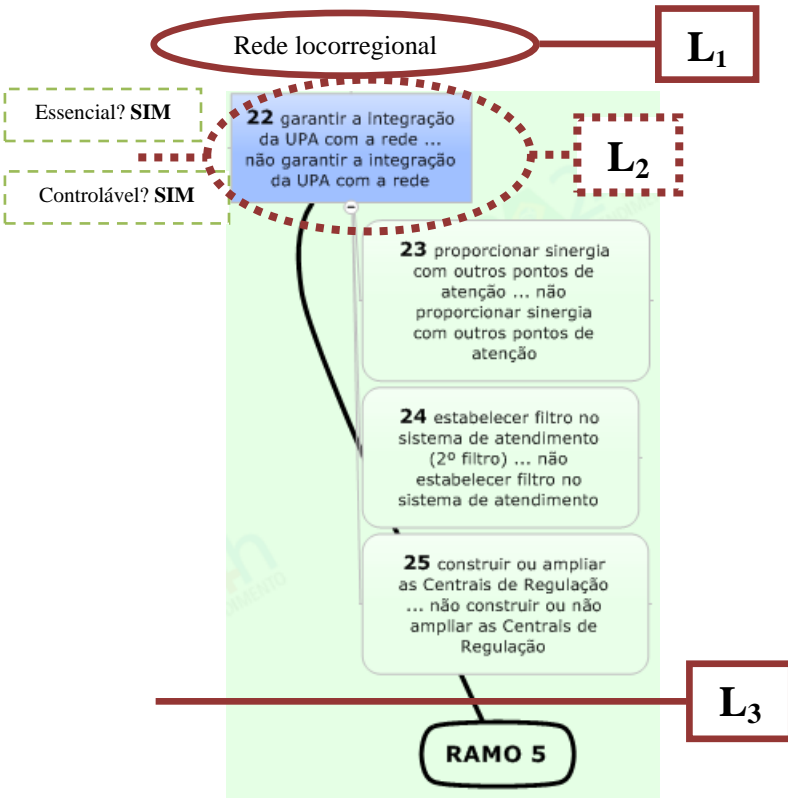 Rede locorregional
L1
Essencial? SIM
Controlável? SIM
22 garantir a integração
da UPA com a rede ...
não garantir a integração
da UPA com a rede
L2
23 proporcionar sinergia
com outros pontos de
atenção ... não
proporcionar sinergia
com outros pontos de
atenção
24 estabelecer filtro no
sistema de atendimento
(2º filtro) ... não
estabelecer filtro no
sistema de atendimento
25 construir ou ampliar
as Centrais de Regulação
... não construir ou não
ampliar as Centrais de
Regulação
L3
RAMO 5